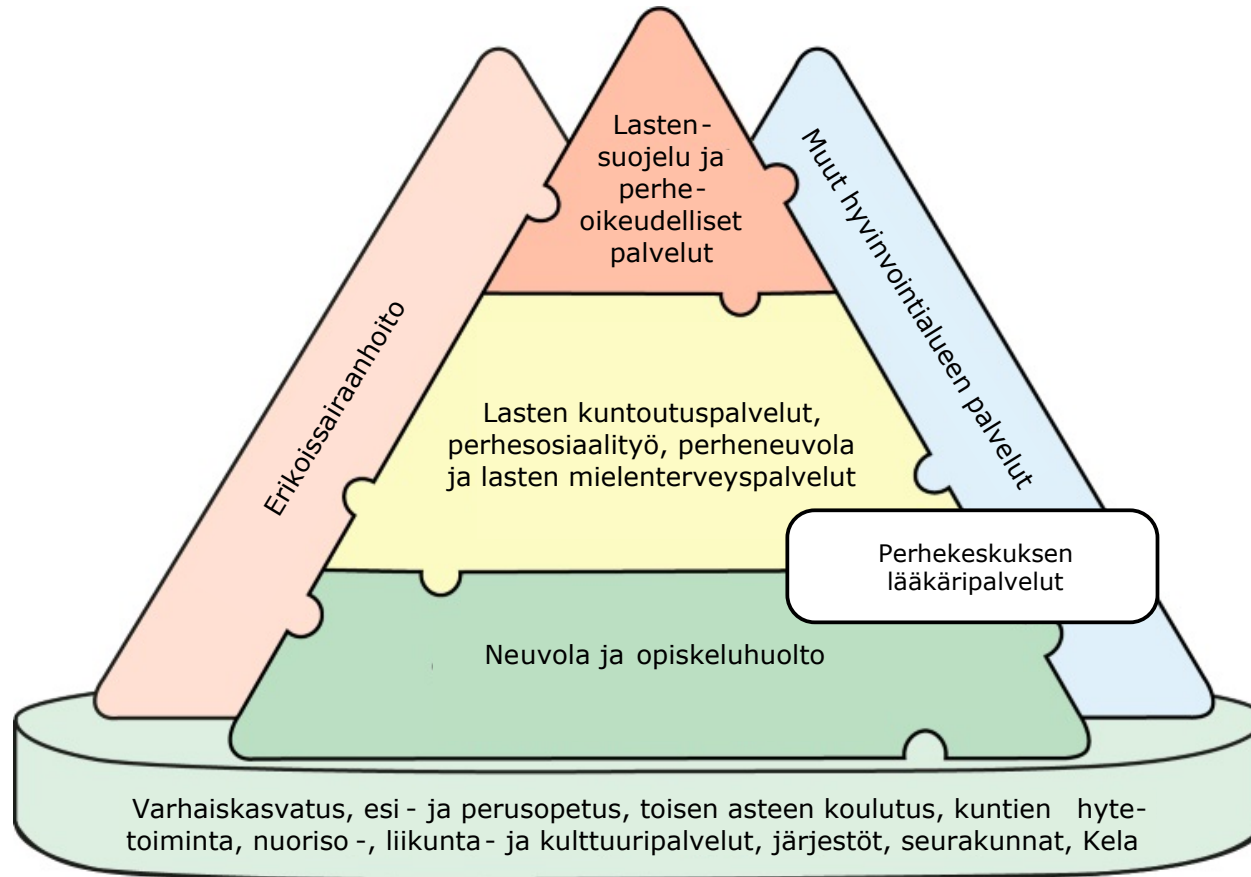 Lasten-
suojelu ja
perhe-
oikeudelliset
palvelut
Erikoissairaanhoito
Muut hyvinvointialueen palvelut
Lasten kuntoutuspalvelut,
perhesosiaalityö, perheneuvola
ja lasten mielenterveyspalvelut
Perhekeskuksen
lääkäripalvelut
Neuvola ja opiskeluhuolto
Varhaiskasvatus, esi- ja perusopetus, toisen asteen koulutus, kuntien hyte-
toiminta, nuoriso-, liikunta- ja kulttuuripalvelut, järjestöt, seurakunnat, Kela